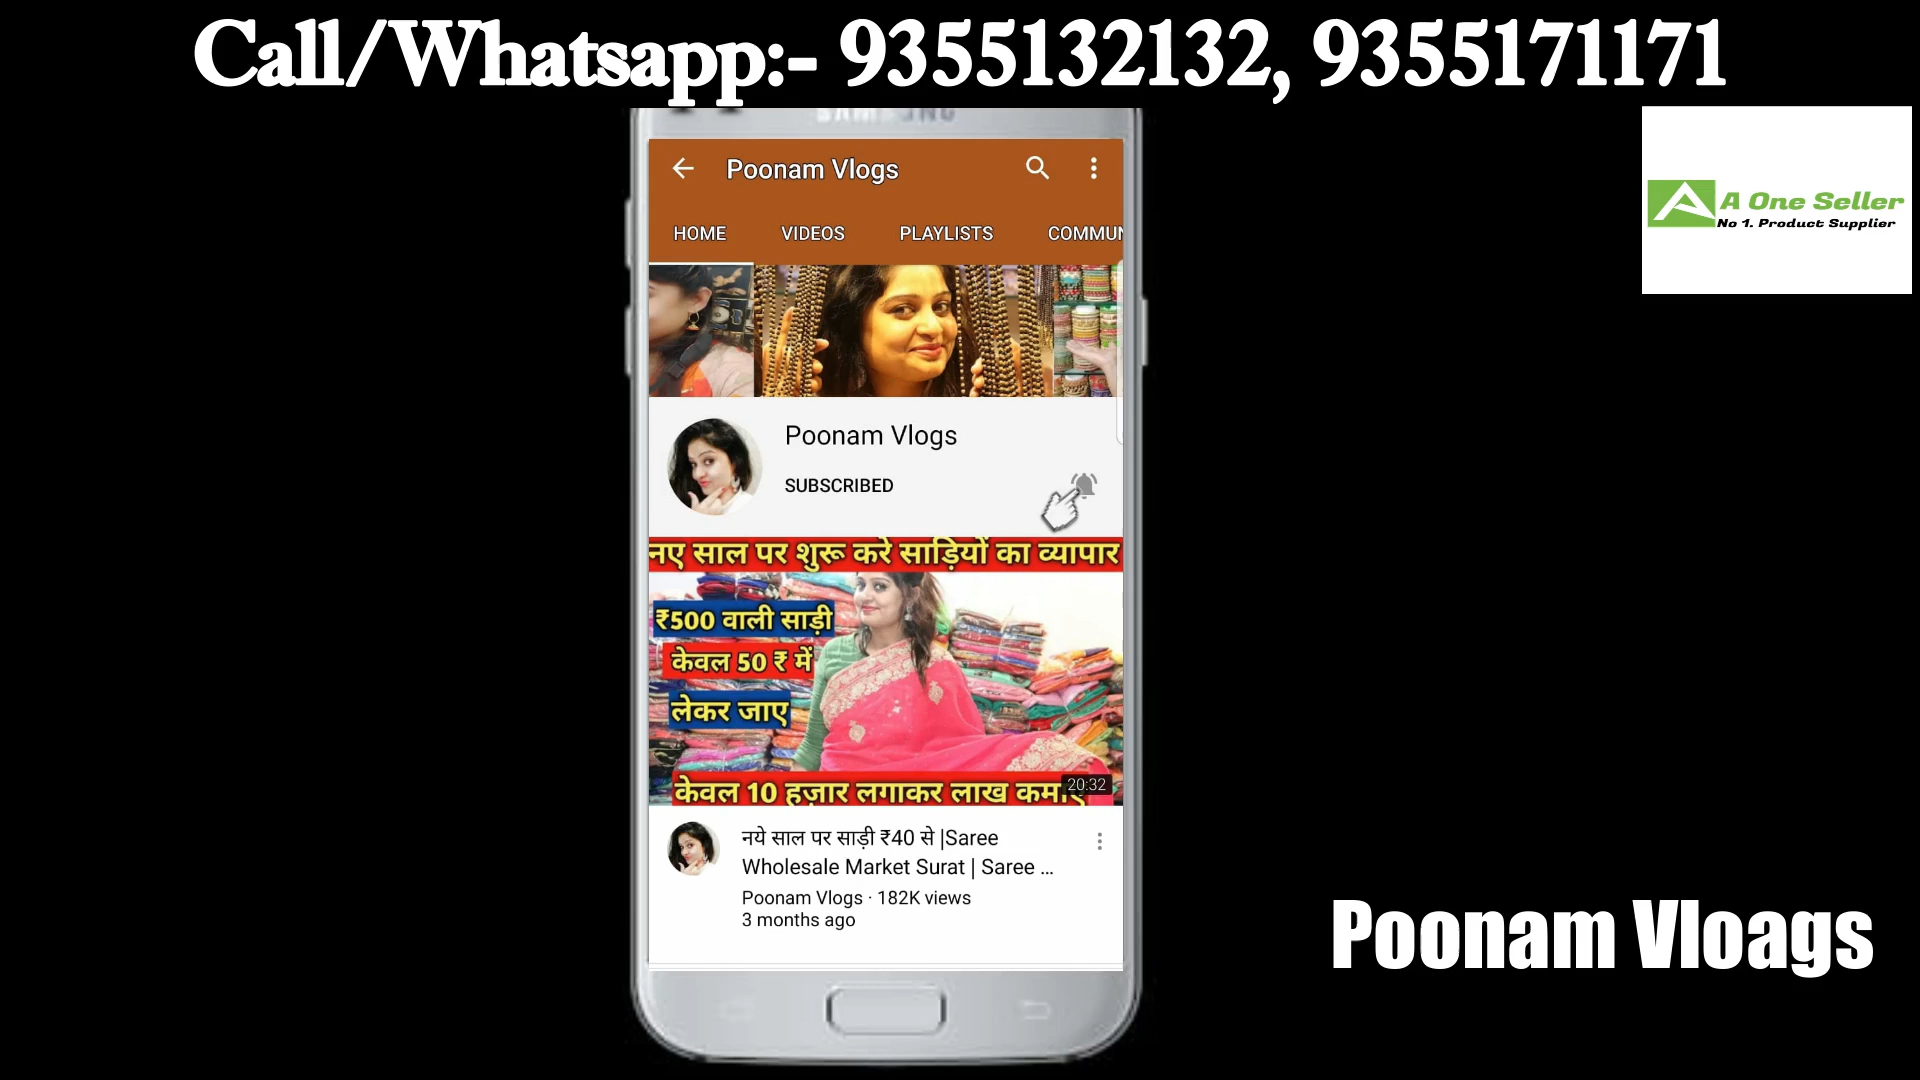 Call/Whatsapp:- 9355132132, 9355171171
A One Seller
No 1. Product Supplier
Poonam Vlogs
HOME VIDEOS PLAYLISTS COMMUN
Poonam Vlogs
SUBSCRIBED
नए साल पर शुरू करे साड़ियों का व्यापार
₹500 वाली साड़ी
केवल 50 ₹ में
लेकर जाए
केवल 10 हज़ार लगाकर लाख कमाए
20:32
नये साल पर साड़ी ₹40 से |Saree
Wholesale Market Surat | Saree ...
Poonam Vlogs · 182K views
3 months ago
Poonam Vloags